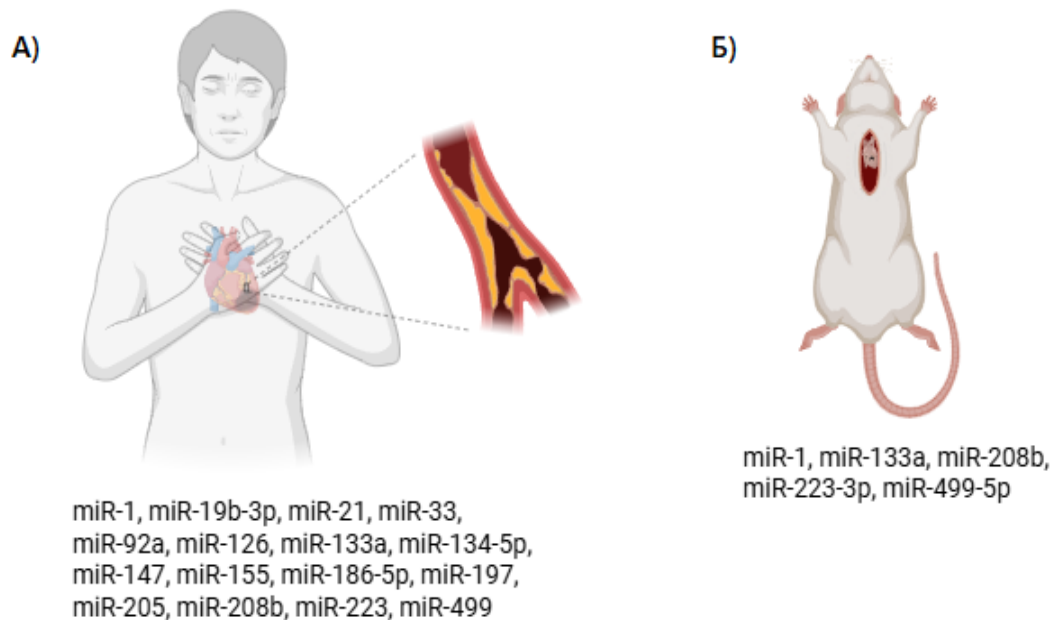 А)
Б)
miR-1, miR-19b-3p, miR-21, miR-33,
miR-92a, miR-126, miR-133a, miR-134-5p,
miR-147, miR-155, miR-186-5p, miR-197,
miR-205, miR-208b, miR-223, miR-499
miR-1, miR-133a, miR-208b,
miR-223-3p, miR-499-5p